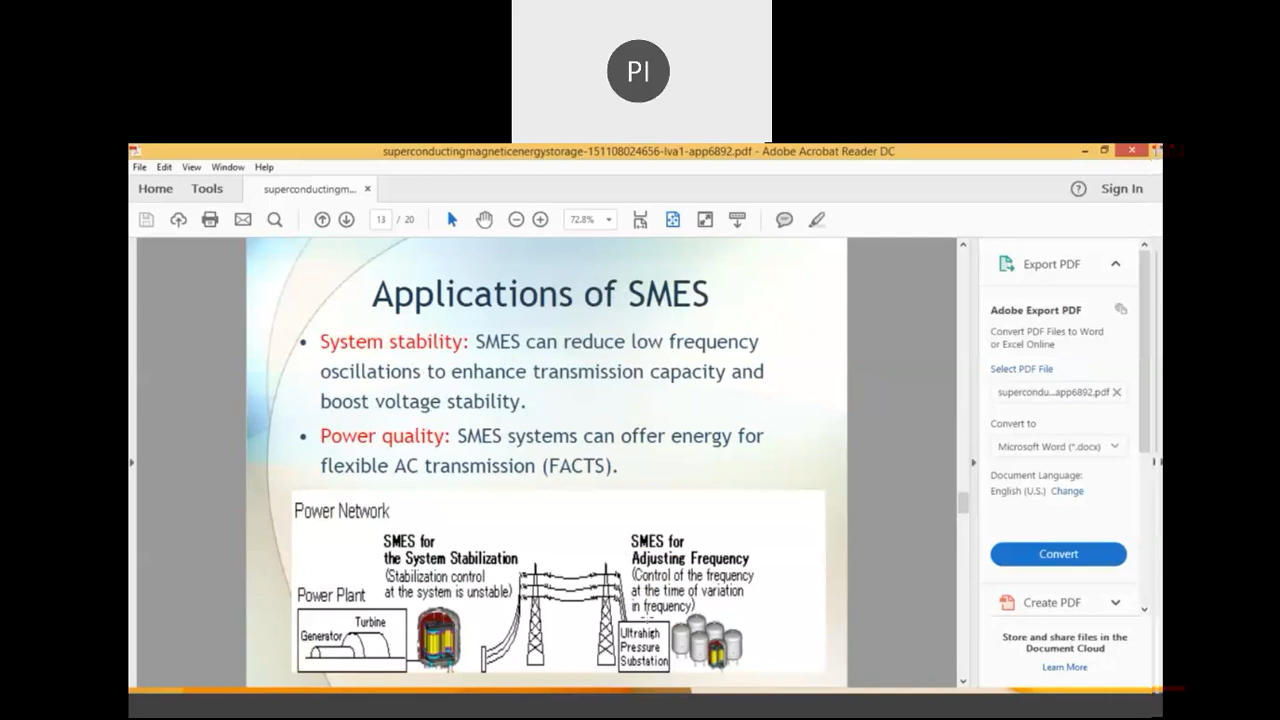 PI
superconductingmagneticenergystorage-151108024656-lva1-app6892.pdf - Adobe Acrobat Reader DC
File Edit View Window Help
Home Tools superconductingm... × Sign In
13 / 20 72.8%
Applications of SMES
• System stability: SMES can reduce low frequency
oscillations to enhance transmission capacity and
boost voltage stability.
• Power quality: SMES systems can offer energy for
flexible AC transmission (FACTS).
Power Network
SMES for
the System Stabilization
(Stabilization control
at the system is unstable)
SMES for
Adjusting Frequency
(Control of the frequency
at the time of variation
in frequency)
Power Plant
Turbine
Generator
Ultrahigh
Pressure
Substation
Export PDF
Adobe Export PDF
Convert PDF Files to Word
or Excel Online
Select PDF File
supercondu...app6892.pdf ×
Convert to
Microsoft Word (*.docx)
Document Language:
English (U.S.) Change
Convert
Create PDF
Store and share files in the
Document Cloud
Learn More